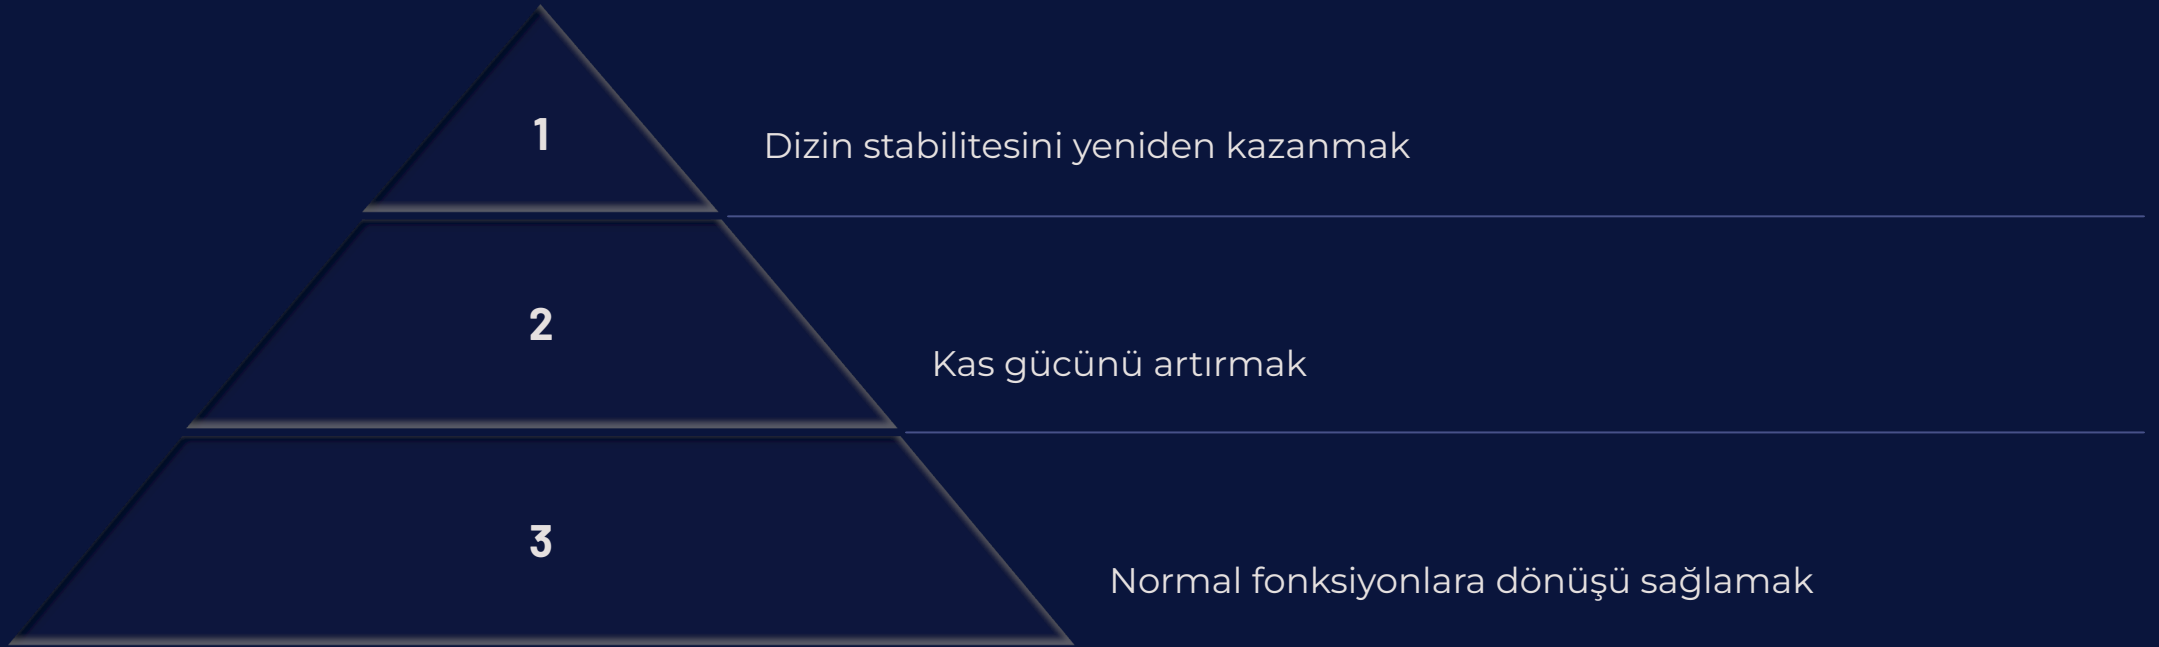 1
Dizin stabilitesini yeniden kazanmak
2
Kas gücünü artırmak
3
Normal fonksiyonlara dönüşü sağlamak